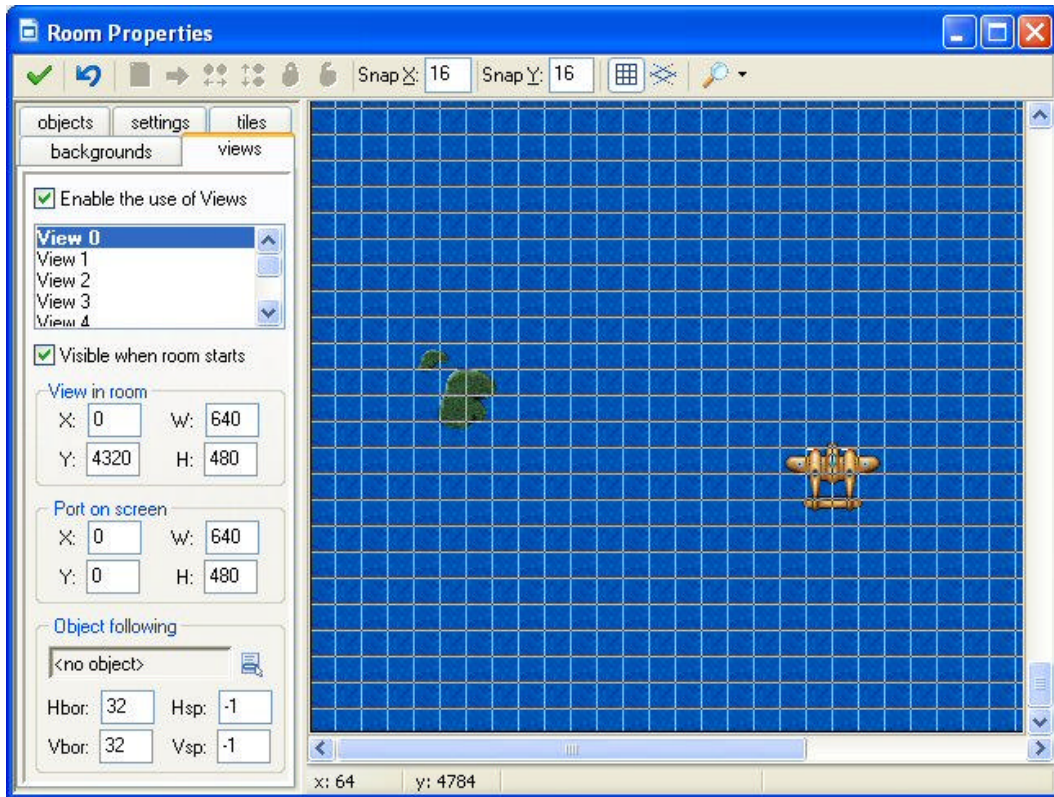 Room Properties
Snap X: 16 Snap Y: 16
objects settings tiles
backgrounds views
Enable the use of Views
View 0
View 1
View 2
View 3
View 4
Visible when room starts
View in room
X: 0 W: 640
Y: 4320 H: 480
Port on screen
X: 0 W: 640
Y: 0 H: 480
Object following
<no object>
Hbor: 32 Hsp: -1
Vbor: 32 Vsp: -1
x: 64 y: 4784